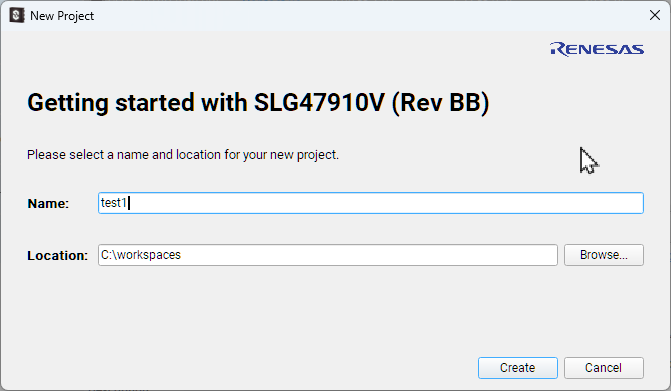 New Project
RENESAS
Getting started with SLG47910V (Rev BB)
Please select a name and location for your new project.
Name: test1
Location: C:\workspaces Browse...
Create Cancel